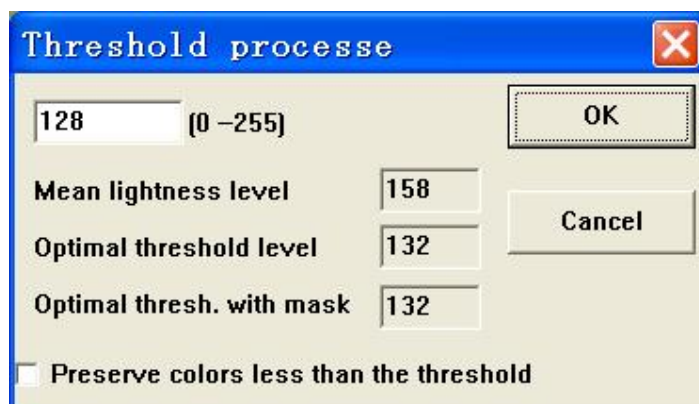 Threshold processe
128 (0 –255)
OK
Mean lightness level 158
Cancel
Optimal threshold level 132
Optimal thresh. with mask 132
Preserve colors less than the threshold